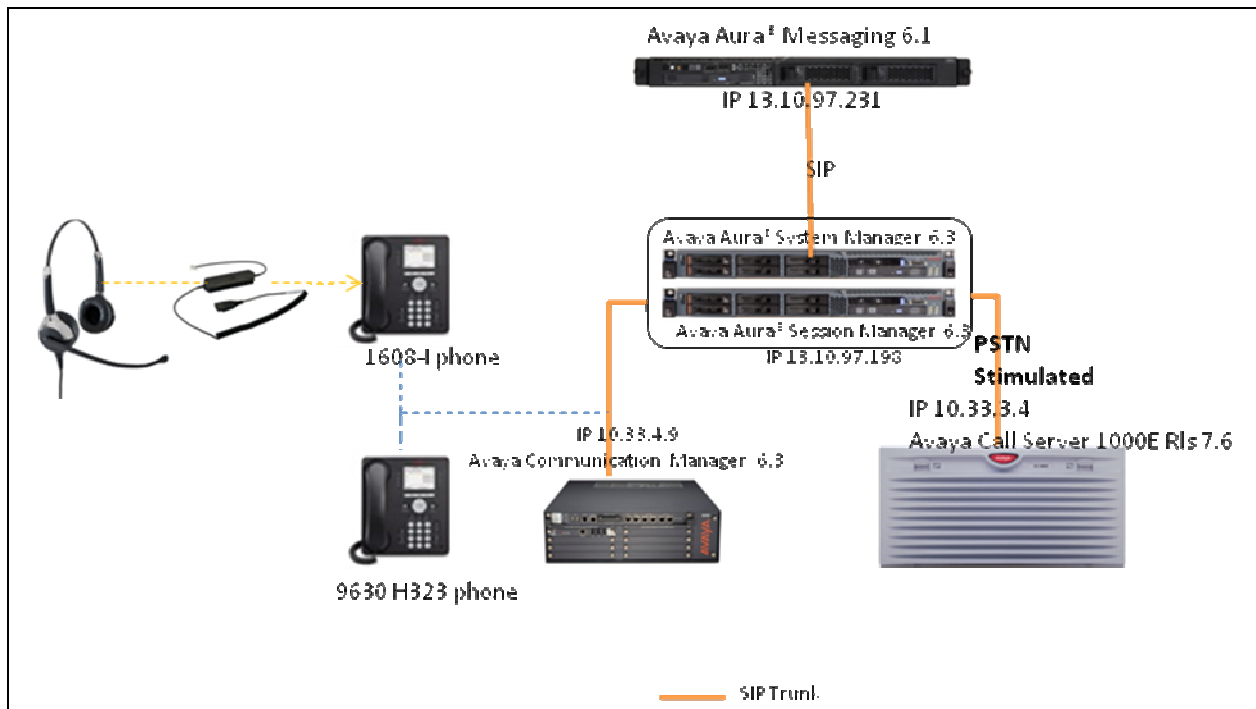 Avaya Aura® Messaging 6.1
IP 13.10.97.231
SIP
Avaya Aura® System Manager 6.3
Avaya Aura® Session Manager 6.3
IP 13.10.97.198
1608-I phone
PSTN
Stimulated
IP 10.33.3.4
Avaya Call Server 1000E Rls 7.6
IP 10.33.4.9
Avaya Communication Manager 6.3
AVAYA
9630 H323 phone
SIP Trunk